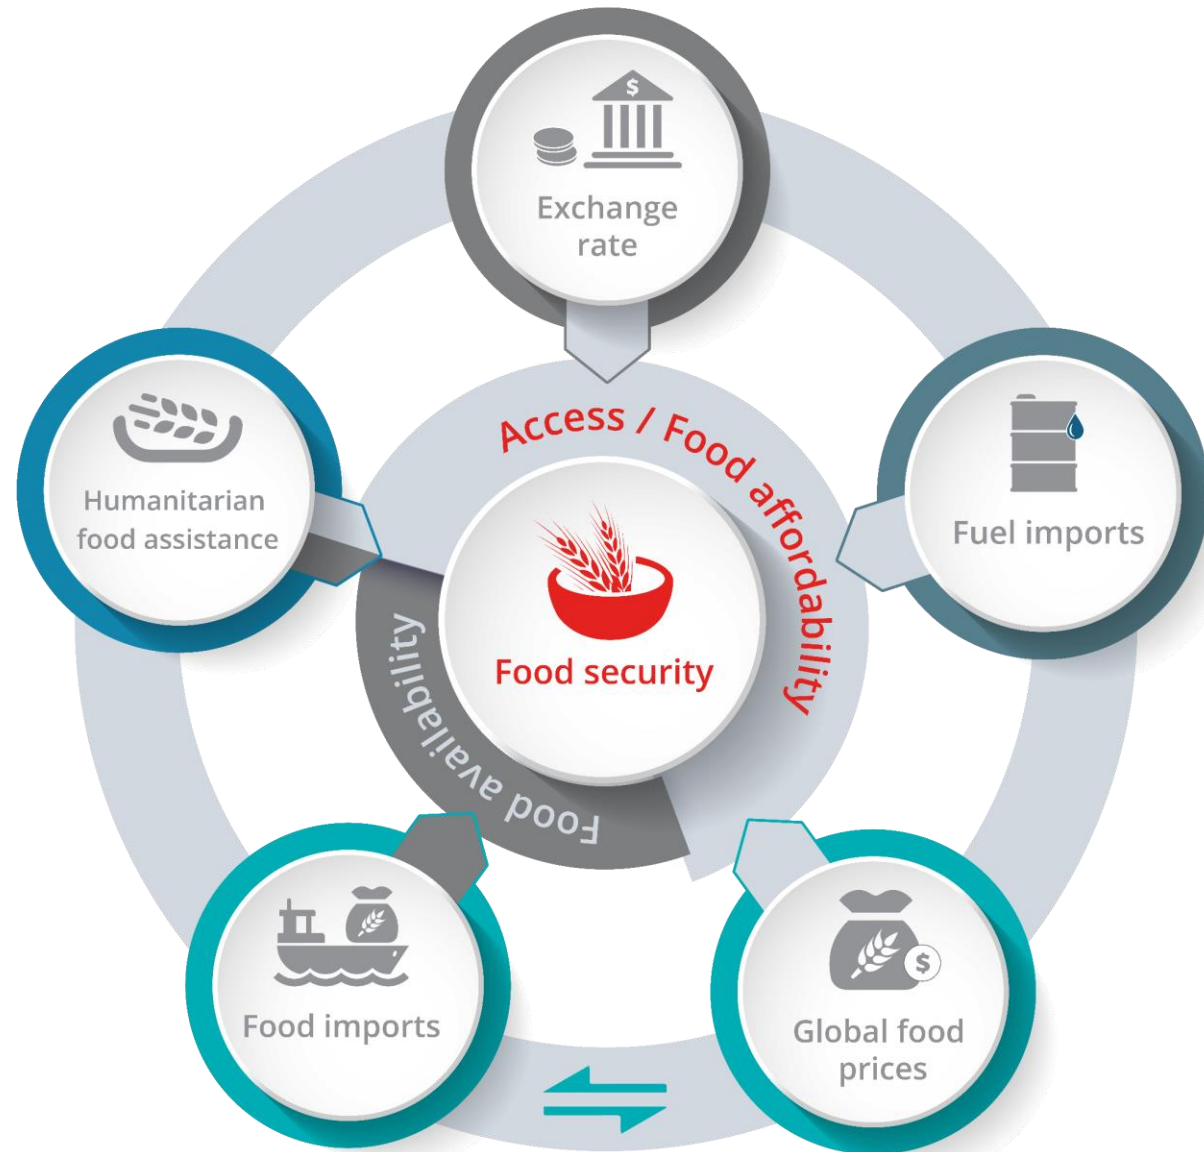 $
Exchange
rate
Humanitarian
food assistance
Access / Food affordability
Fuel imports
Food security
Food availability
Food imports
$
Global food
prices